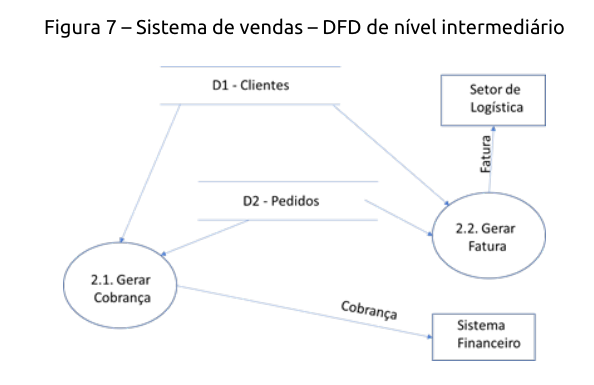 Figura 7 – Sistema de vendas – DFD de nível intermediário
D1 - Clientes
Setor de
Logística
Fatura
D2 - Pedidos
2.2. Gerar
Fatura
2.1. Gerar
Cobrança
Cobrança
Sistema
Financeiro